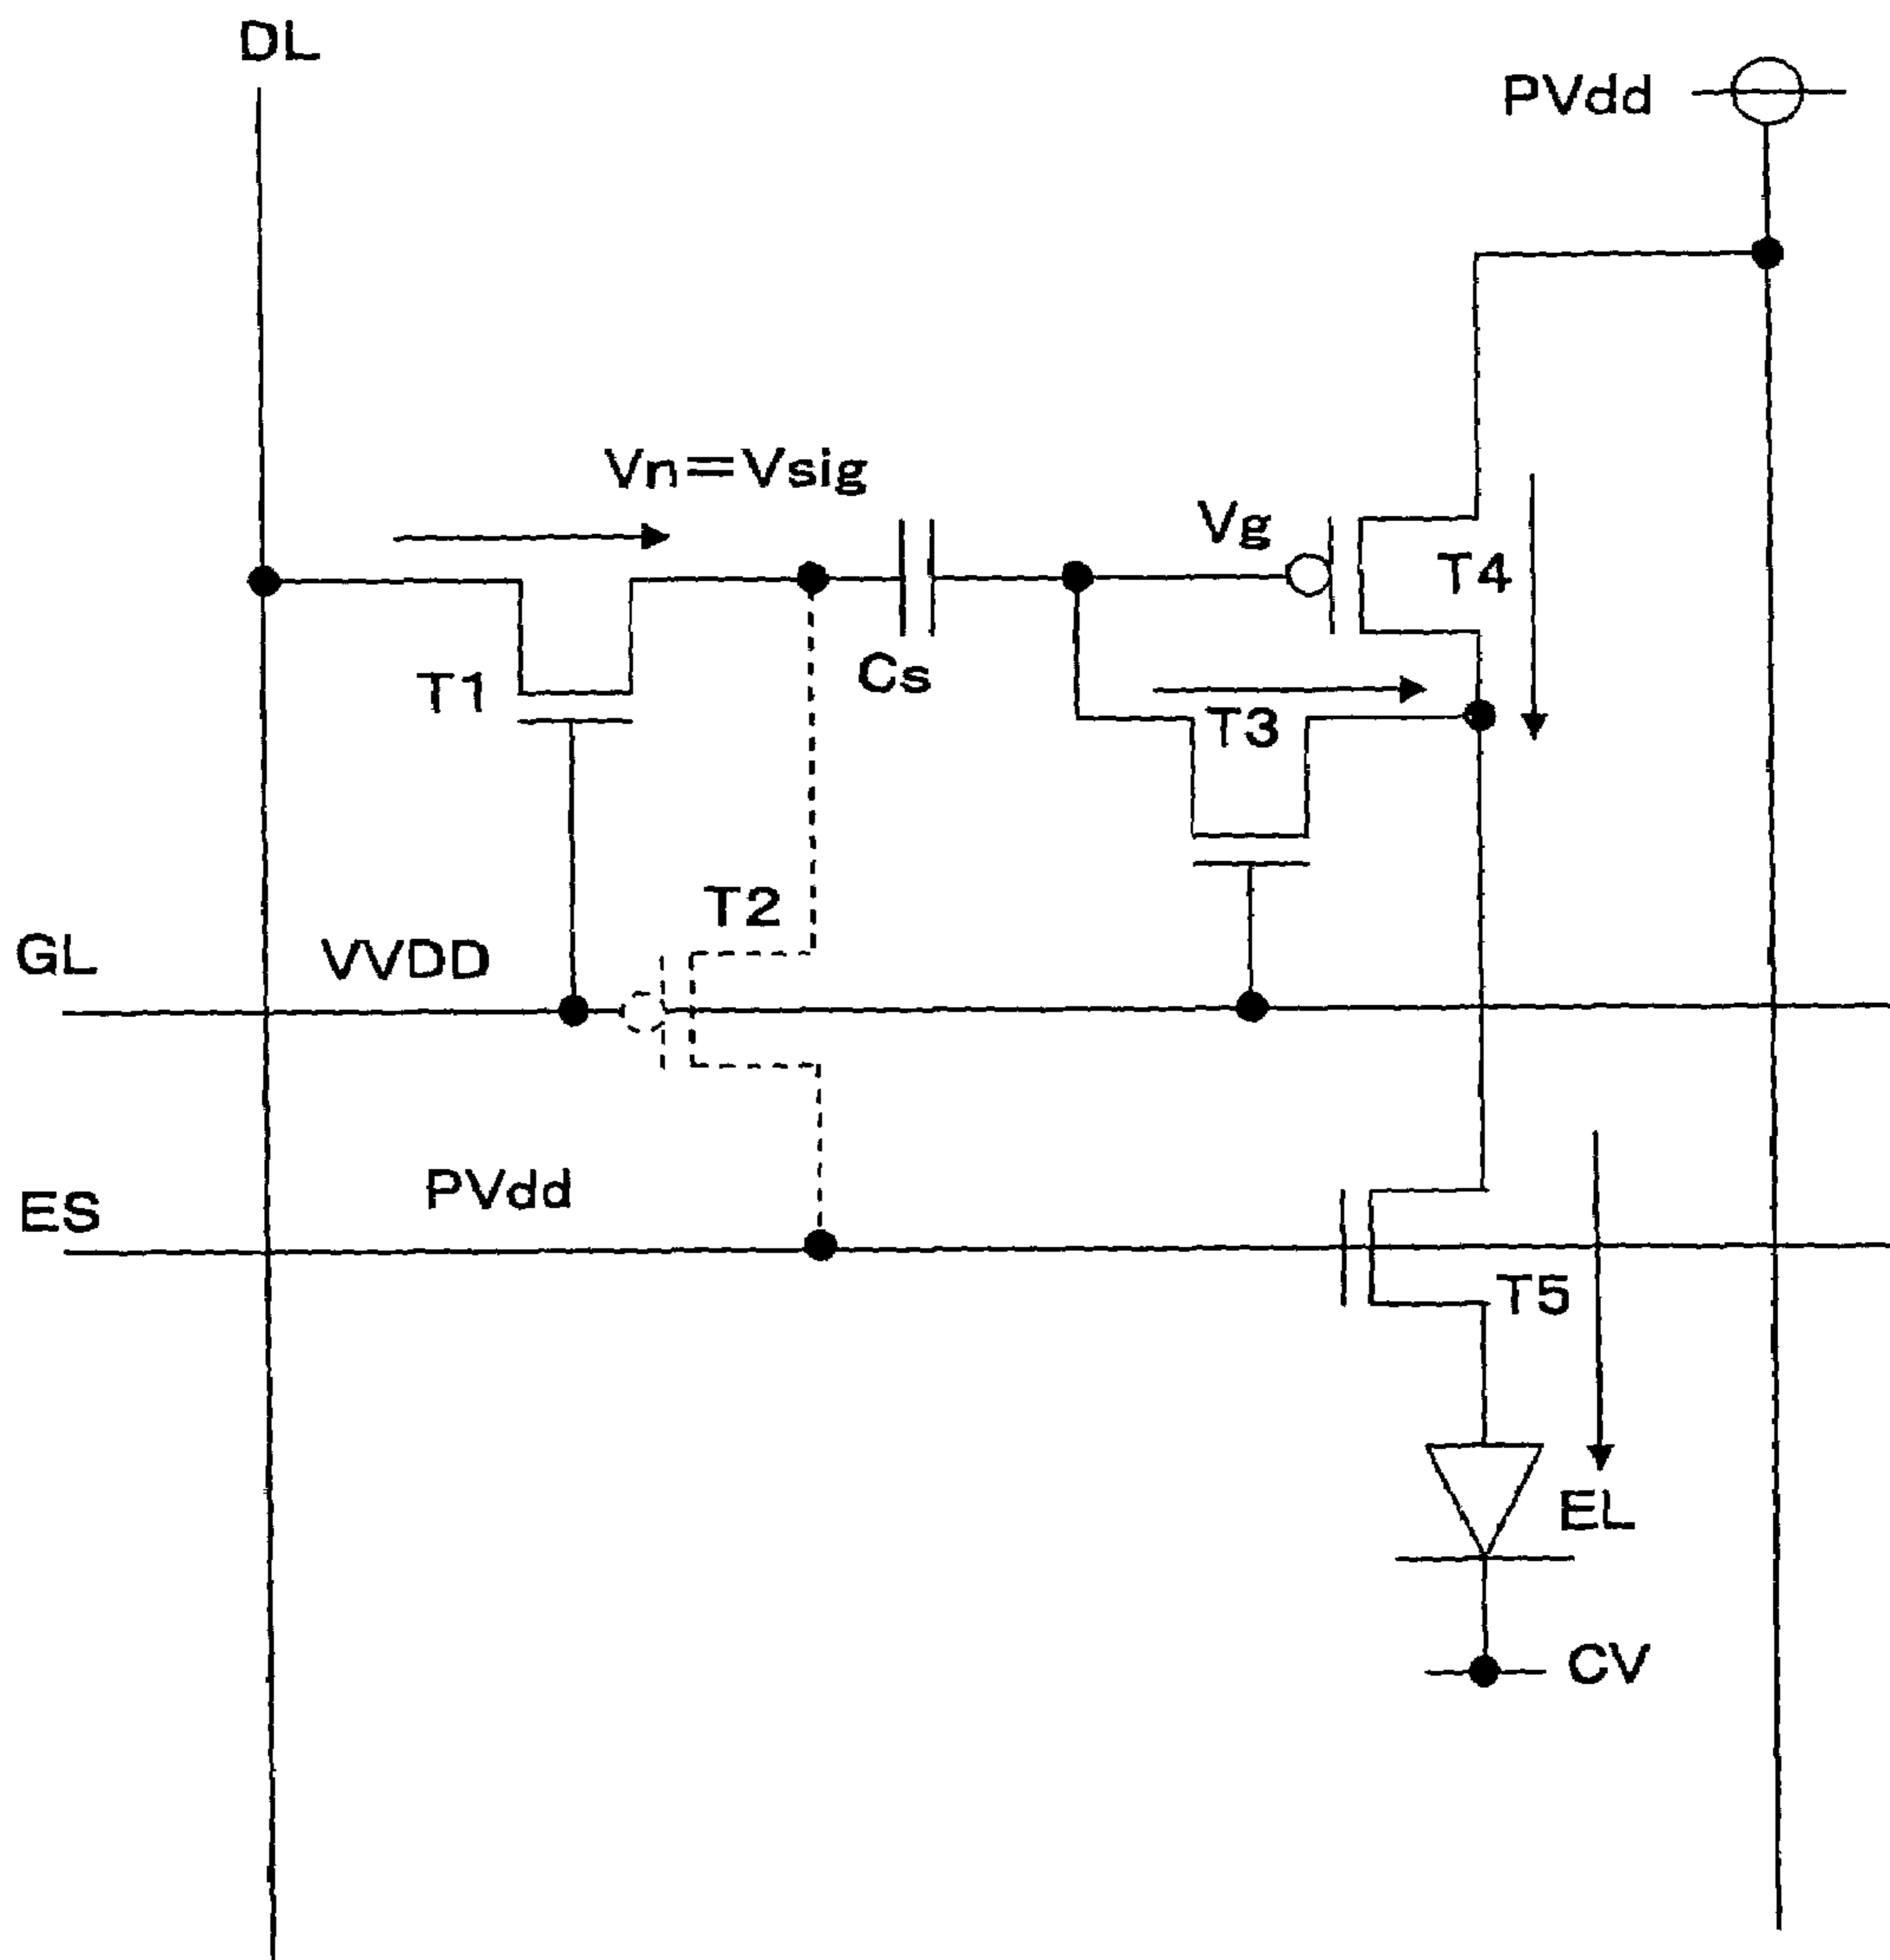 DL
PVdd
Vn=Vsig
Vg
T4
Cs
T1
T3
T2
GL
VVDD
PVdd
ES
T5
EL
CV